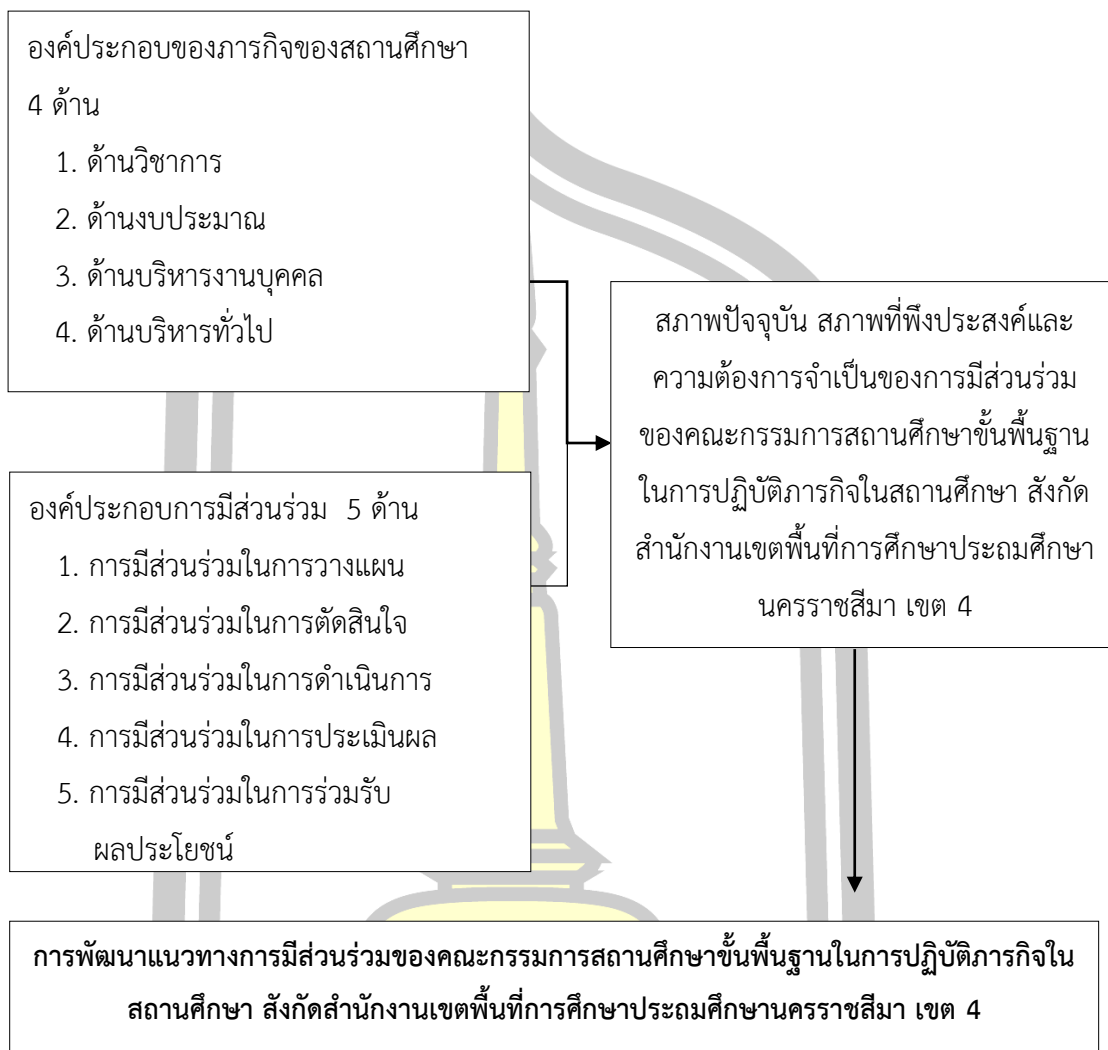 องค์ประกอบของภารกิจของสถานศึกษา
4 ด้าน
1. ด้านวิชาการ
2. ด้านงบประมาณ
3. ด้านบริหารงานบุคคล
4. ด้านบริหารทั่วไป
องค์ประกอบการมีส่วนร่วม 5 ด้าน
1. การมีส่วนร่วมในการวางแผน
2. การมีส่วนร่วมในการตัดสินใจ
3. การมีส่วนร่วมในการดำเนินการ
4. การมีส่วนร่วมในการประเมินผล
5. การมีส่วนร่วมในการร่วมรับ
ผลประโยชน์
สภาพปัจจุบัน สภาพที่พึงประสงค์และ
ความต้องการจำเป็นของการมีส่วนร่วม
ของคณะกรรมการสถานศึกษาขั้นพื้นฐาน
ในการปฏิบัติภารกิจในสถานศึกษา สังกัด
สำนักงานเขตพื้นที่การศึกษาประถมศึกษา
นครราชสีมา เขต 4
การพัฒนาแนวทางการมีส่วนร่วมของคณะกรรมการสถานศึกษาขั้นพื้นฐานในการปฏิบัติภารกิจใน
สถานศึกษา สังกัดสำนักงานเขตพื้นที่การศึกษาประถมศึกษานครราชสีมา เขต 4